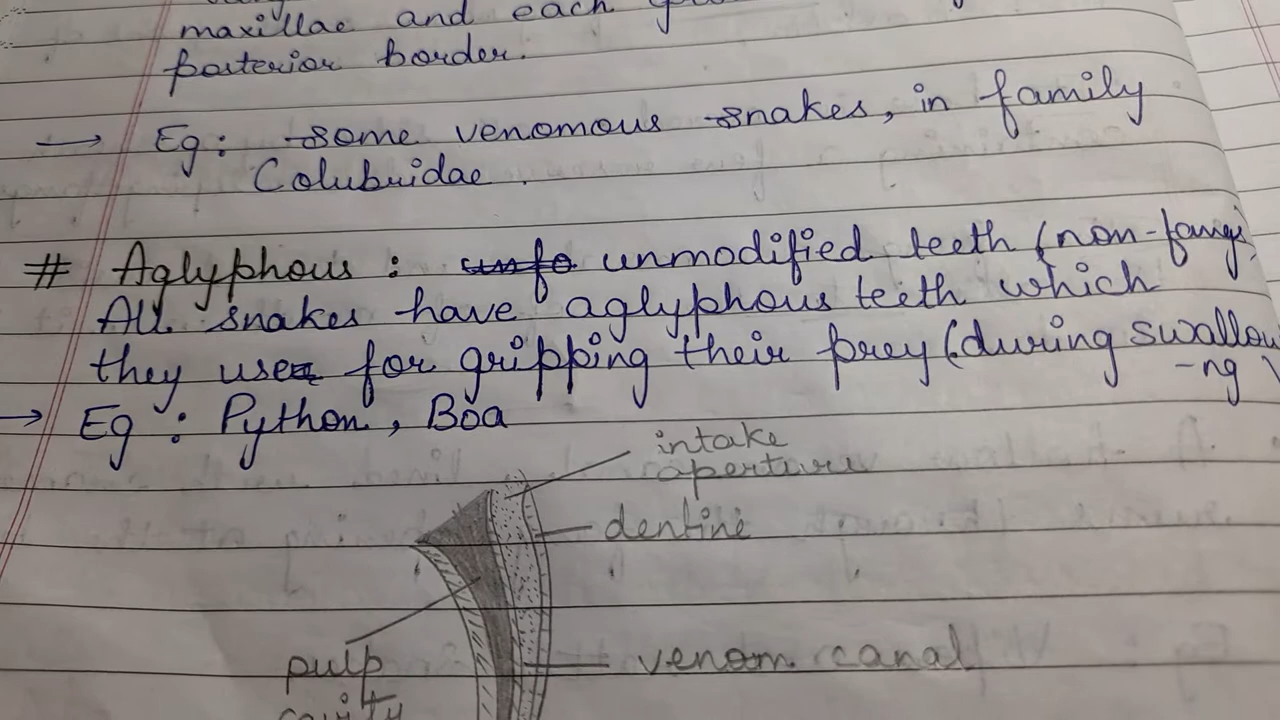 maxillae and each
posterior border.
→ Eg: some venomous snakes, in family
Colubridae.
# Aglyphous: unmodified teeth (non-fangs)
All snakes have aglyphous teeth which
they use for gripping their prey (during swallow
-ng)
→ Eg: Python, Boa
intake
aperture
dentine
pulp
cavity
venom canal